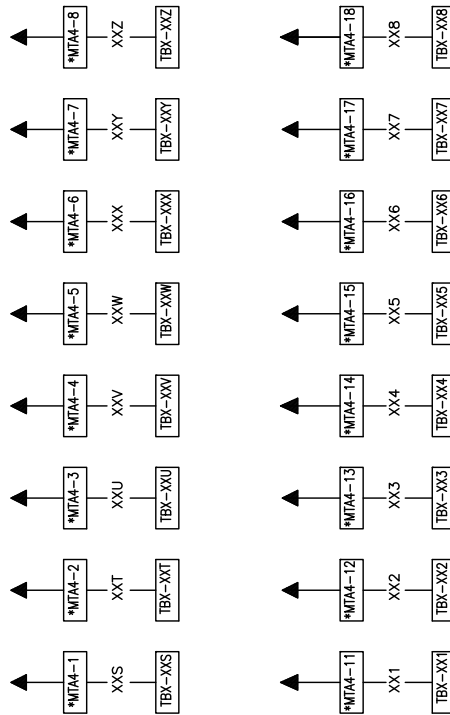 *MTA4-8
XXZ
TBX-XXZ
*MTA4-18
XX8
TBX-XX8
*MTA4-7
XXY
TBX-XXY
*MTA4-17
XX7
TBX-XX7
*MTA4-6
XXX
TBX-XXX
*MTA4-16
XX6
TBX-XX6
*MTA4-5
XXW
TBX-XXW
*MTA4-15
XX5
TBX-XX5
*MTA4-4
XXV
TBX-XXV
*MTA4-14
XX4
TBX-XX4
*MTA4-3
XXU
TBX-XXU
*MTA4-13
XX3
TBX-XX3
*MTA4-2
XXT
TBX-XXT
*MTA4-12
XX2
TBX-XX2
*MTA4-1
XXS
TBX-XXS
*MTA4-11
XX1
TBX-XX1